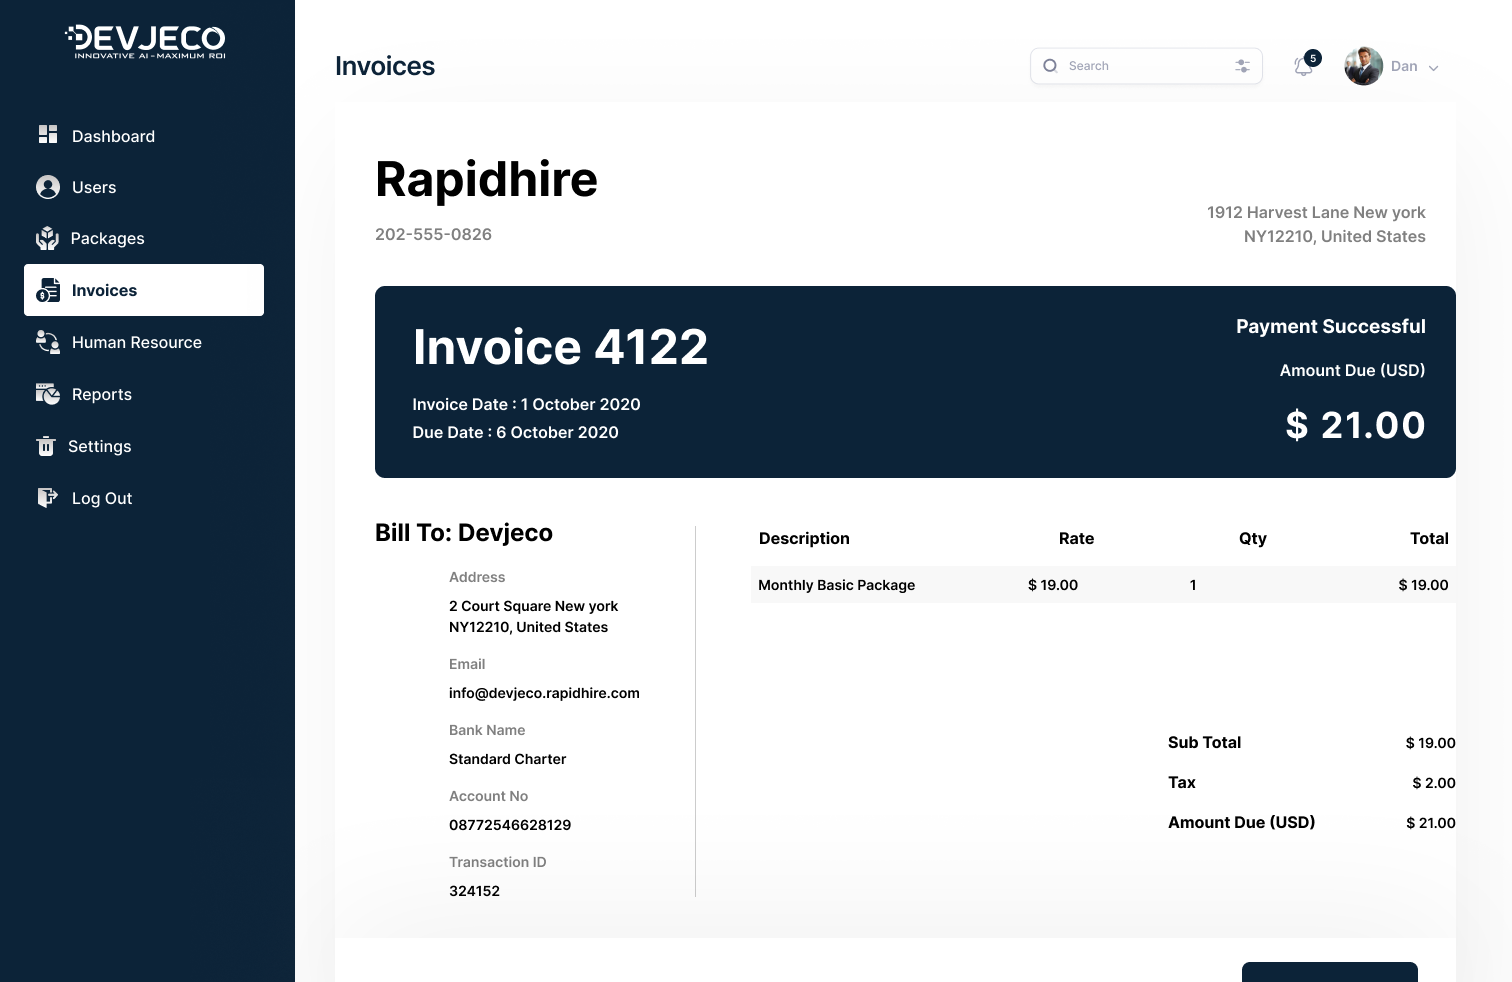 DEVJECO
INNOVATIVE AI-MAXIMUM ROI
Dashboard
Users
Packages
Invoices
Human Resource
Reports
Settings
Log Out
Invoices
Search
5
Dan
Rapidhire
202-555-0826
1912 Harvest Lane New york
NY12210, United States
Invoice 4122
Invoice Date : 1 October 2020
Due Date : 6 October 2020
Payment Successful
Amount Due (USD)
$ 21.00
Bill To: Devjeco
Address
2 Court Square New york
NY12210, United States
Email
info@devjeco.rapidhire.com
Bank Name
Standard Charter
Account No
08772546628129
Transaction ID
324152
Description Rate Qty Total
Monthly Basic Package $ 19.00 1 $ 19.00
Sub Total $ 19.00
Tax $ 2.00
Amount Due (USD) $ 21.00